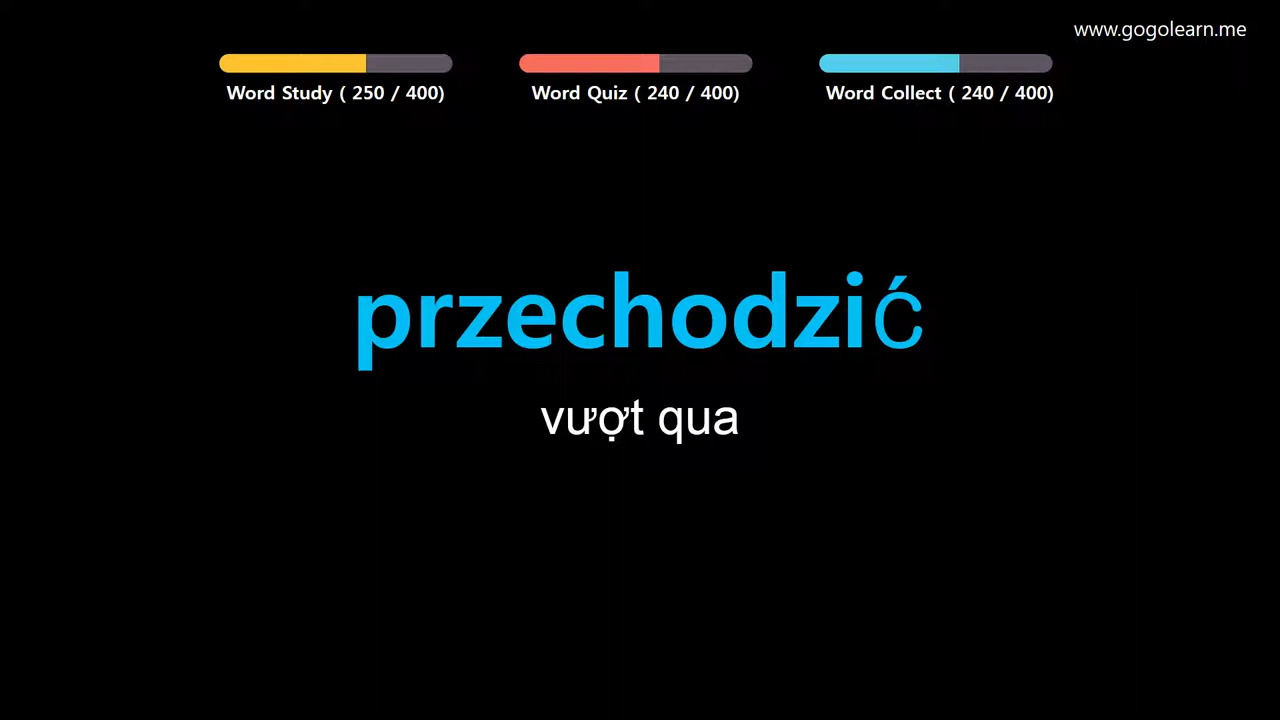 www.gogolearn.me
Word Study ( 250 / 400)
Word Quiz ( 240 / 400)
Word Collect ( 240 / 400)
przechodzić
vượt qua